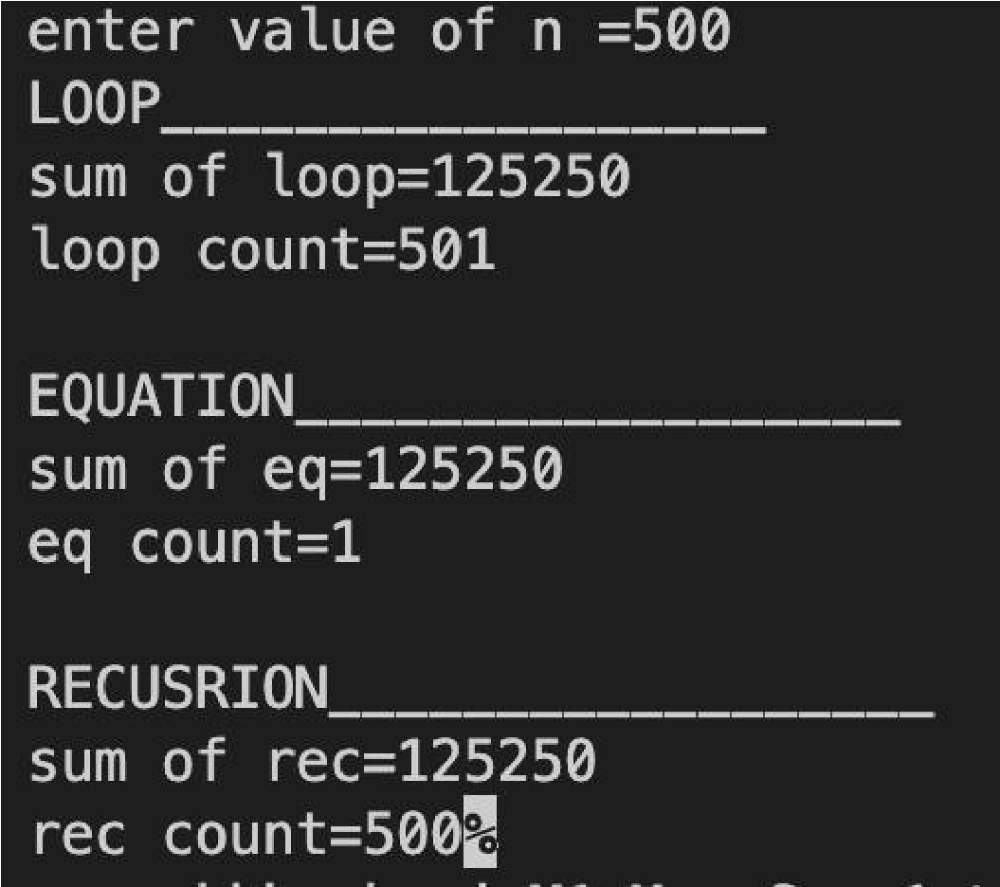 enter value of n =500
LOOP__________________
sum of loop=125250
loop count=501
EQUATION__________________
sum of eq=125250
eq count=1
RECUSRION__________________
sum of rec=125250
rec count=500%